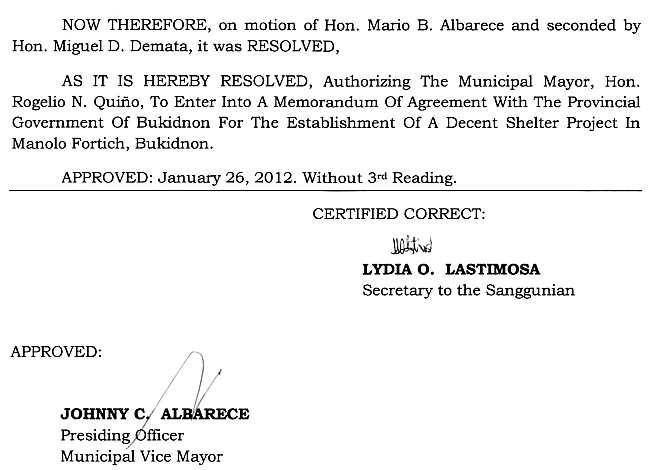 NOW THEREFORE, on motion of Hon. Mario B. Albarece and seconded by
Hon. Miguel D. Demata, it was RESOLVED,
AS IT IS HEREBY RESOLVED, Authorizing The Municipal Mayor, Hon.
Rogelio N. Quiño, To Enter Into A Memorandum Of Agreement With The Provincial
Government Of Bukidnon For The Establishment Of A Decent Shelter Project In
Manolo Fortich, Bukidnon.
APPROVED: January 26, 2012. Without 3rd Reading.
CERTIFIED CORRECT:
LYDIA O. LASTIMOSA
Secretary to the Sanggunian
APPROVED:
JOHNNY C. ALBARECE
Presiding Officer
Municipal Vice Mayor